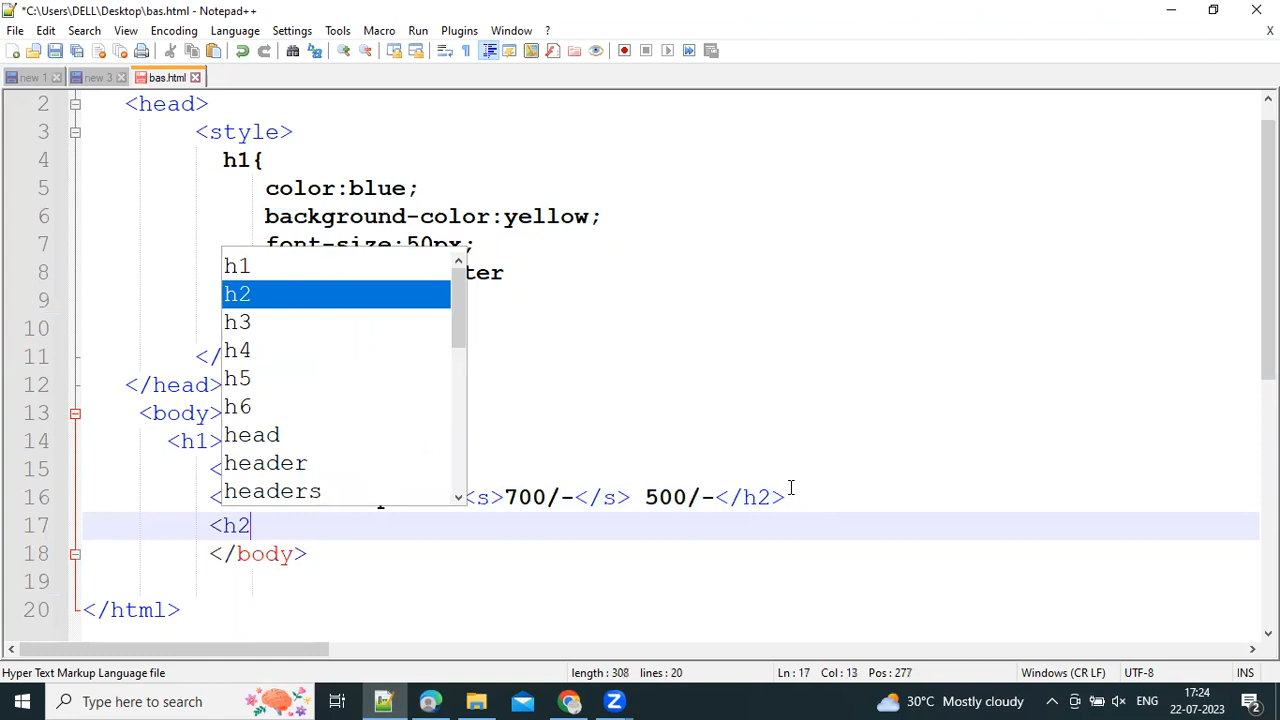 *C:\Users\DELL\Desktop\bas.html - Notepad++
File Edit Search View Encoding Language Settings Tools Macro Run Plugins Window ? X
new 1 new 3 bas.html
2 <head>
3 <style>
4 h1{
5 color:blue;
6 background-color:yellow;
7 font-size:50px;
8 ter
9
10
11 </
12 </head>
13 <body>
14 <h1>
15 <
16 < <s>700/-</s> 500/-</h2>
17 <h2
18 </body>
19
20 </html>
h1
h2
h3
h4
h5
h6
head
header
headers
Hyper Text Markup Language file length : 308 lines : 20 Ln : 17 Col : 13 Pos : 277 Windows (CR LF) UTF-8 INS
Type here to search 30°C Mostly cloudy ENG 17:24
22-07-2023 2